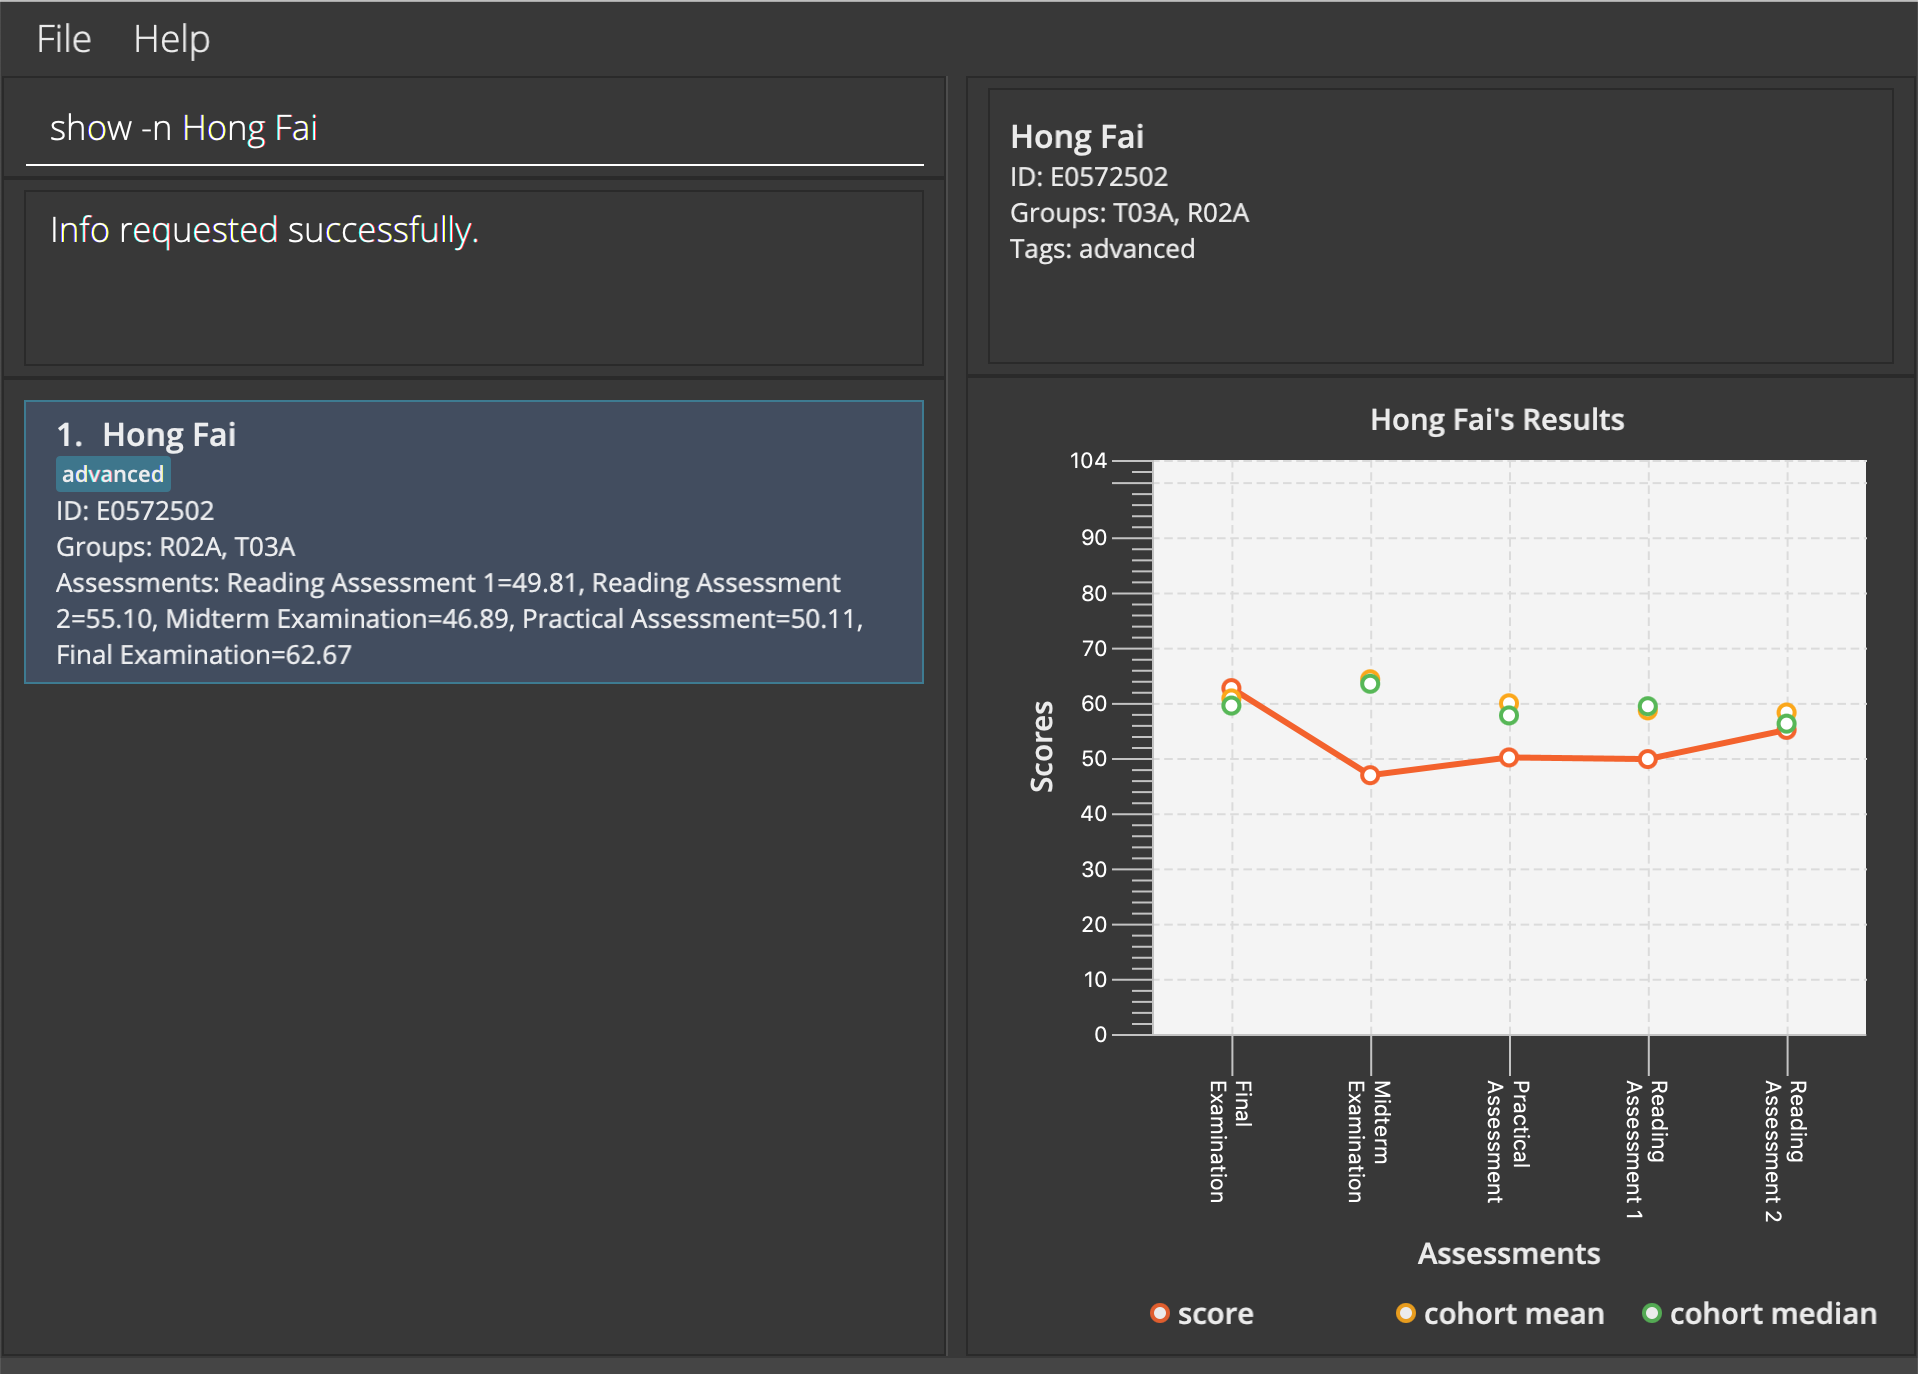 File Help
show -n Hong Fai
Info requested successfully.
1. Hong Fai
advanced
ID: E0572502
Groups: R02A, T03A
Assessments: Reading Assessment 1=49.81, Reading Assessment
2=55.10, Midterm Examination=46.89, Practical Assessment=50.11,
Final Examination=62.67
Hong Fai
ID: E0572502
Groups: T03A, R02A
Tags: advanced
Hong Fai's Results
Scores
104
90
80
70
60
50
40
30
20
10
0
Final
Examination
Midterm
Examination
Practical
Assessment
Reading
Assessment 1
Reading
Assessment 2
Assessments
score cohort mean cohort median